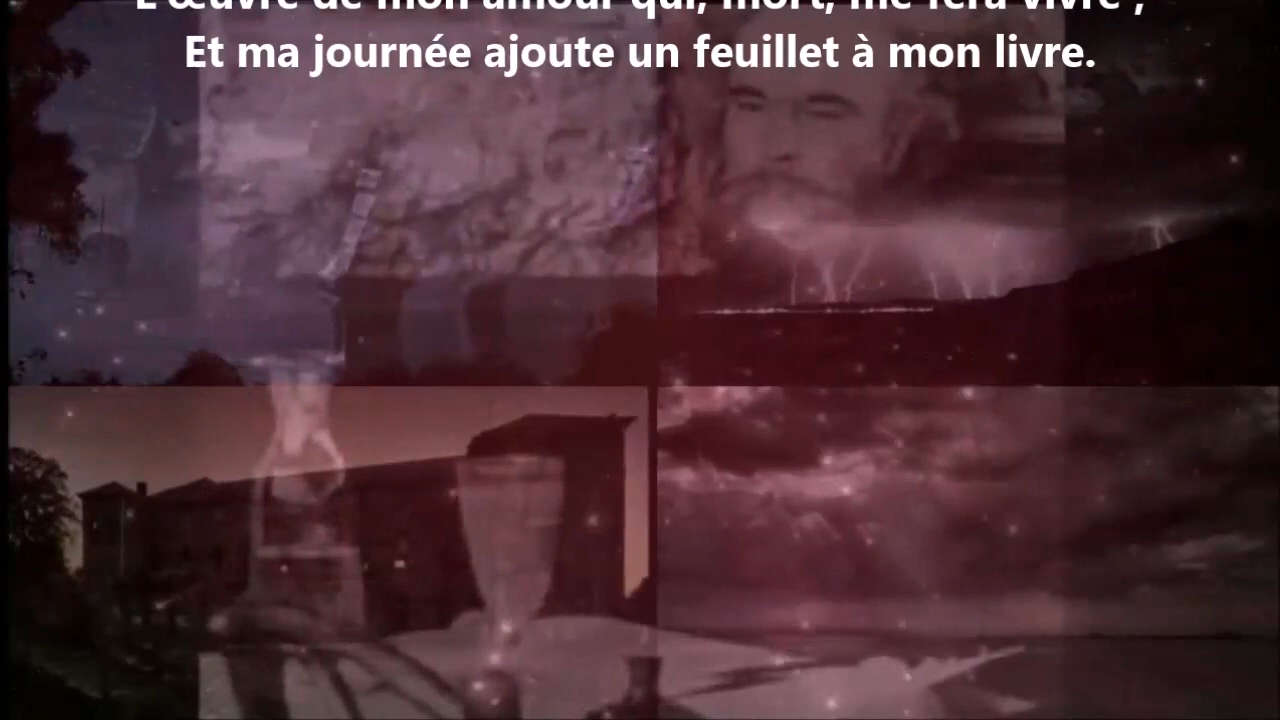 L'œuvre de mon amour qui, mort, me fera vivre ;
Et ma journée ajoute un feuillet à mon livre.